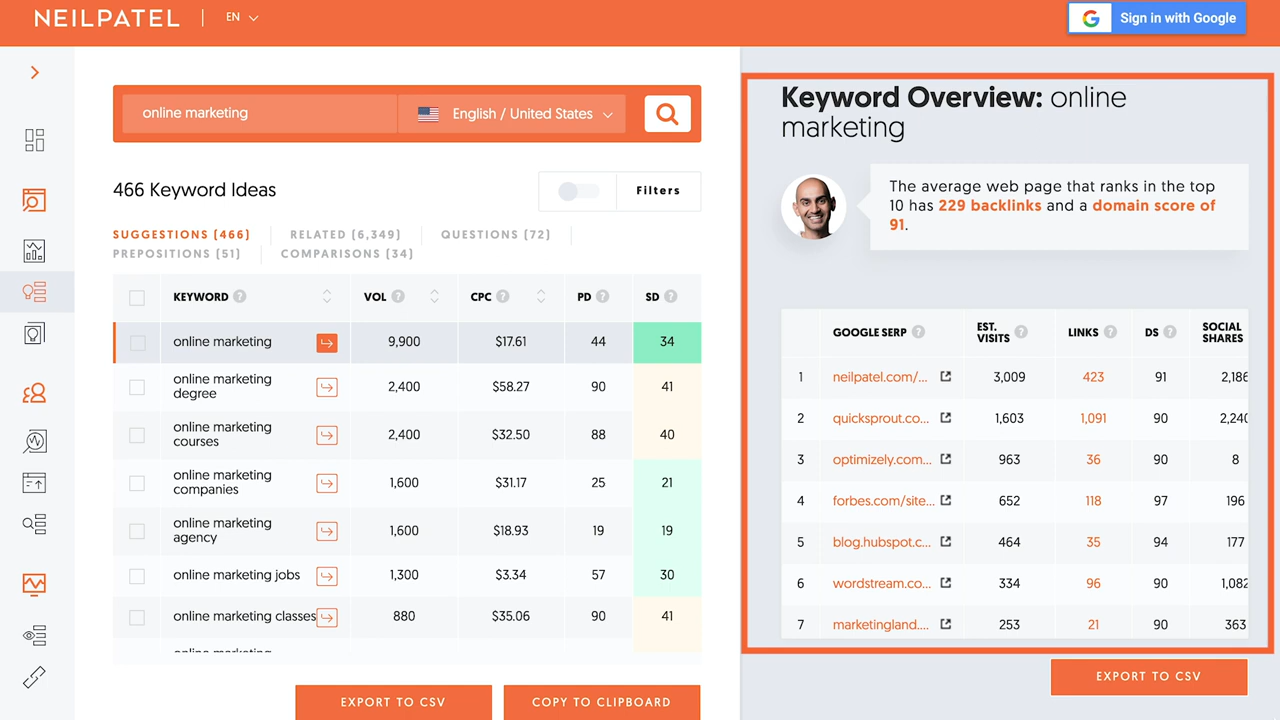 NEILPATEL
EN
Sign in with Google
online marketing
English / United States
466 Keyword Ideas
Filters
SUGGESTIONS (466)
RELATED (6,349)
QUESTIONS (72)
PREPOSITIONS (51)
COMPARISONS (34)
KEYWORD ? VOL ? CPC ? PD ? SD ?
online marketing 9,900 $17.61 44 34
online marketing
degree
2,400 $58.27 90 41
online marketing
courses
2,400 $32.50 88 40
online marketing
companies
1,600 $31.17 25 21
online marketing
agency
1,600 $18.93 19 19
online marketing jobs 1,300 $3.34 57 30
online marketing classes 880 $35.06 90 41
online marketing
EXPORT TO CSV
COPY TO CLIPBOARD
Keyword Overview: online
marketing
The average web page that ranks in the top
10 has 229 backlinks and a domain score of
91.
GOOGLE SERP ? EST.
VISITS ? LINKS ? DS ? SOCIAL
SHARES
1 neilpatel.com/... 3,009 423 91 2,186
2 quicksprout.co... 1,603 1,091 90 2,240
3 optimizely.com... 963 36 90 8
4 forbes.com/site... 652 118 97 196
5 blog.hubspot.c... 464 35 94 177
6 wordstream.co... 334 96 90 1,082
7 marketingland.... 253 21 90 363
EXPORT TO CSV